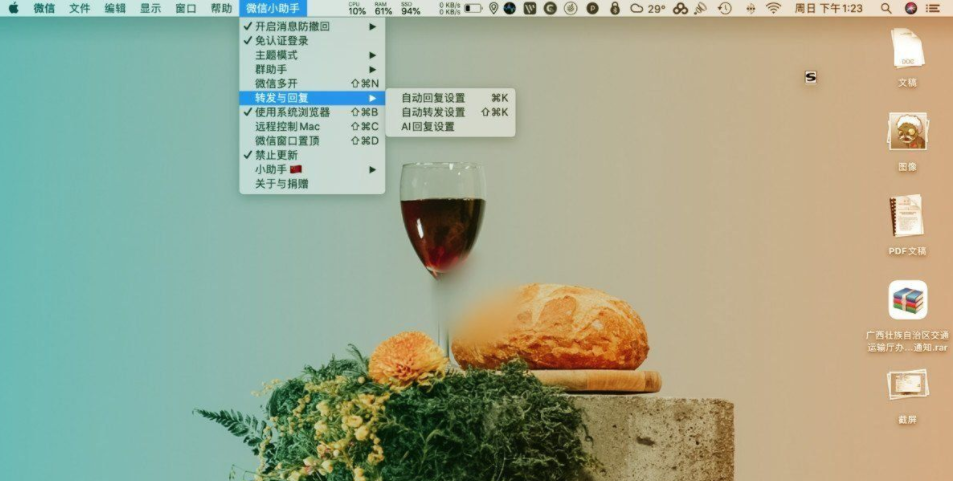 微信 文件 编辑 显示 窗口 帮助 微信小助手 CPU 10% RAM 61% SSD 94% 0 KB/s 0 KB/s 29° 周日 下午1:23
✓ 开启消息防撤回
✓ 免认证登录
主题模式
群助手
微信多开 ⇧⌘N
转发与回复
自动回复设置 ⌘K
自动转发设置 ⇧⌘K
AI回复设置
✓ 使用系统浏览器 ⇧⌘B
远程控制Mac ⇧⌘C
微信窗口置顶 ⇧⌘D
✓ 禁止更新
小助手
关于与捐赠
S
DOC
文稿
图像
PDF文稿
广西壮族自治区交通
运输厅办...通知.rar
截屏